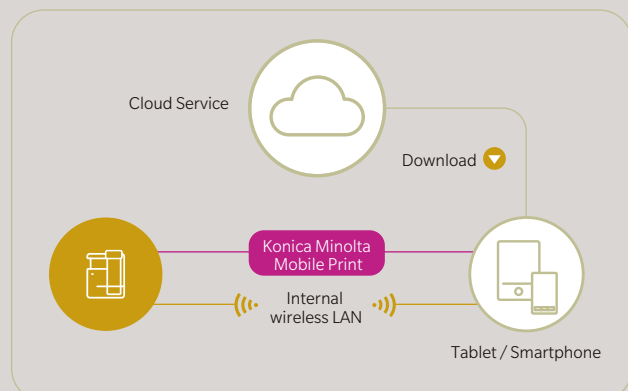 Cloud Service
Download
Konica Minolta
Mobile Print
Internal
wireless LAN
Tablet / Smartphone